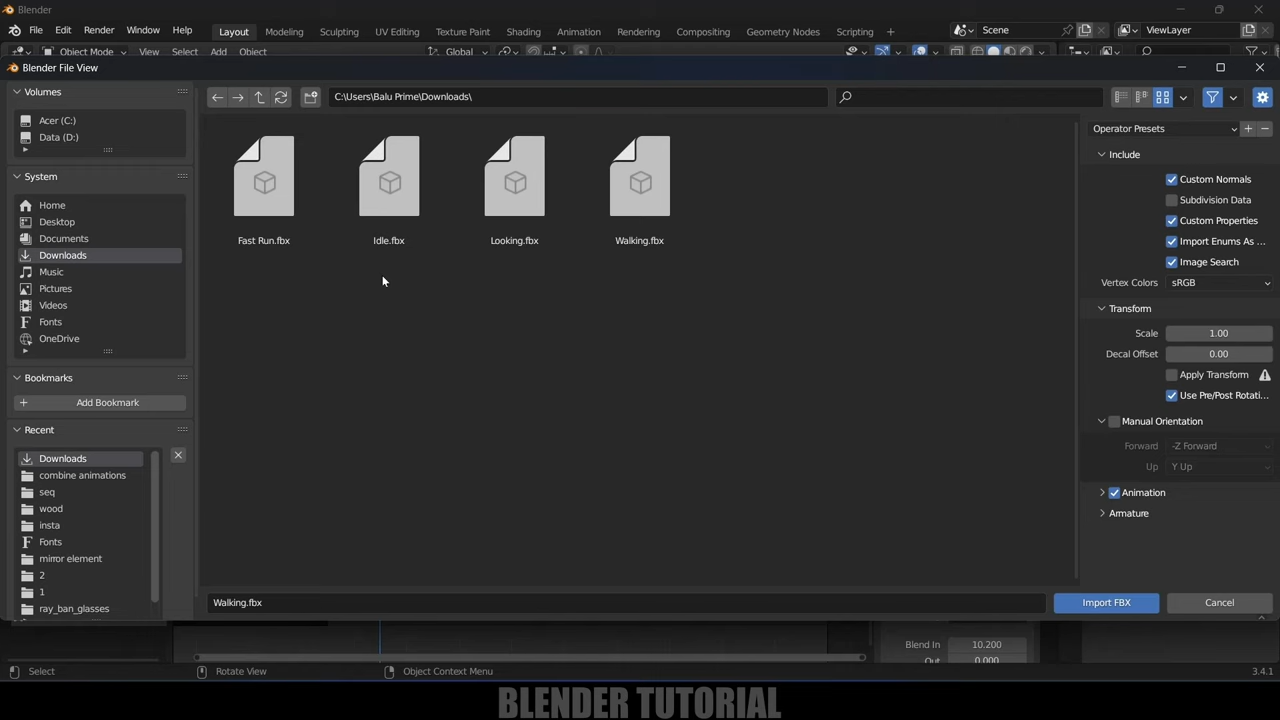 Blender
File Edit Render Window Help Layout Modeling Sculpting UV Editing Texture Paint Shading Animation Rendering Compositing Geometry Nodes Scripting + Scene ViewLayer
Object Mode View Select Add Object Global
Blender File View
Volumes
Acer (C:)
Data (D:)
System
Home
Desktop
Documents
Downloads
Music
Pictures
Videos
Fonts
OneDrive
Bookmarks
Add Bookmark
Recent
Downloads
combine animations
seq
wood
insta
Fonts
mirror element
2
1
ray_ban_glasses
C:\Users\Balu Prime\Downloads\
Fast Run.fbx Idle.fbx Looking.fbx Walking.fbx
Walking.fbx
Import FBX Cancel
Operator Presets
Include
Custom Normals
Subdivision Data
Custom Properties
Import Enums As ...
Image Search
Vertex Colors sRGB
Transform
Scale 1.00
Decal Offset 0.00
Apply Transform
Use Pre/Post Rotati...
Manual Orientation
Forward -Z Forward
Up Y Up
Animation
Armature
Blend In 10.200
Out 0.000
Select Rotate View Object Context Menu 3.4.1
BLENDER TUTORIAL